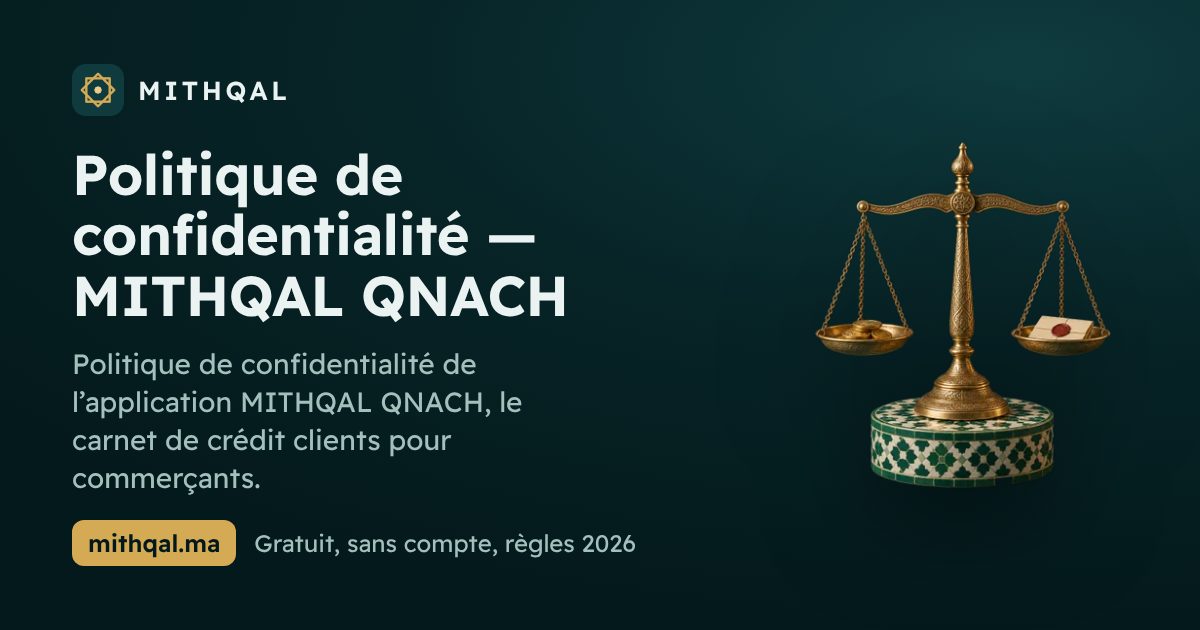 MITHQAL
Politique de
confidentialité —
MITHQAL QNACH
Politique de confidentialité de
l’application MITHQAL QNACH, le
carnet de crédit clients pour
commerçants.
mithqal.ma
Gratuit, sans compte, règles 2026